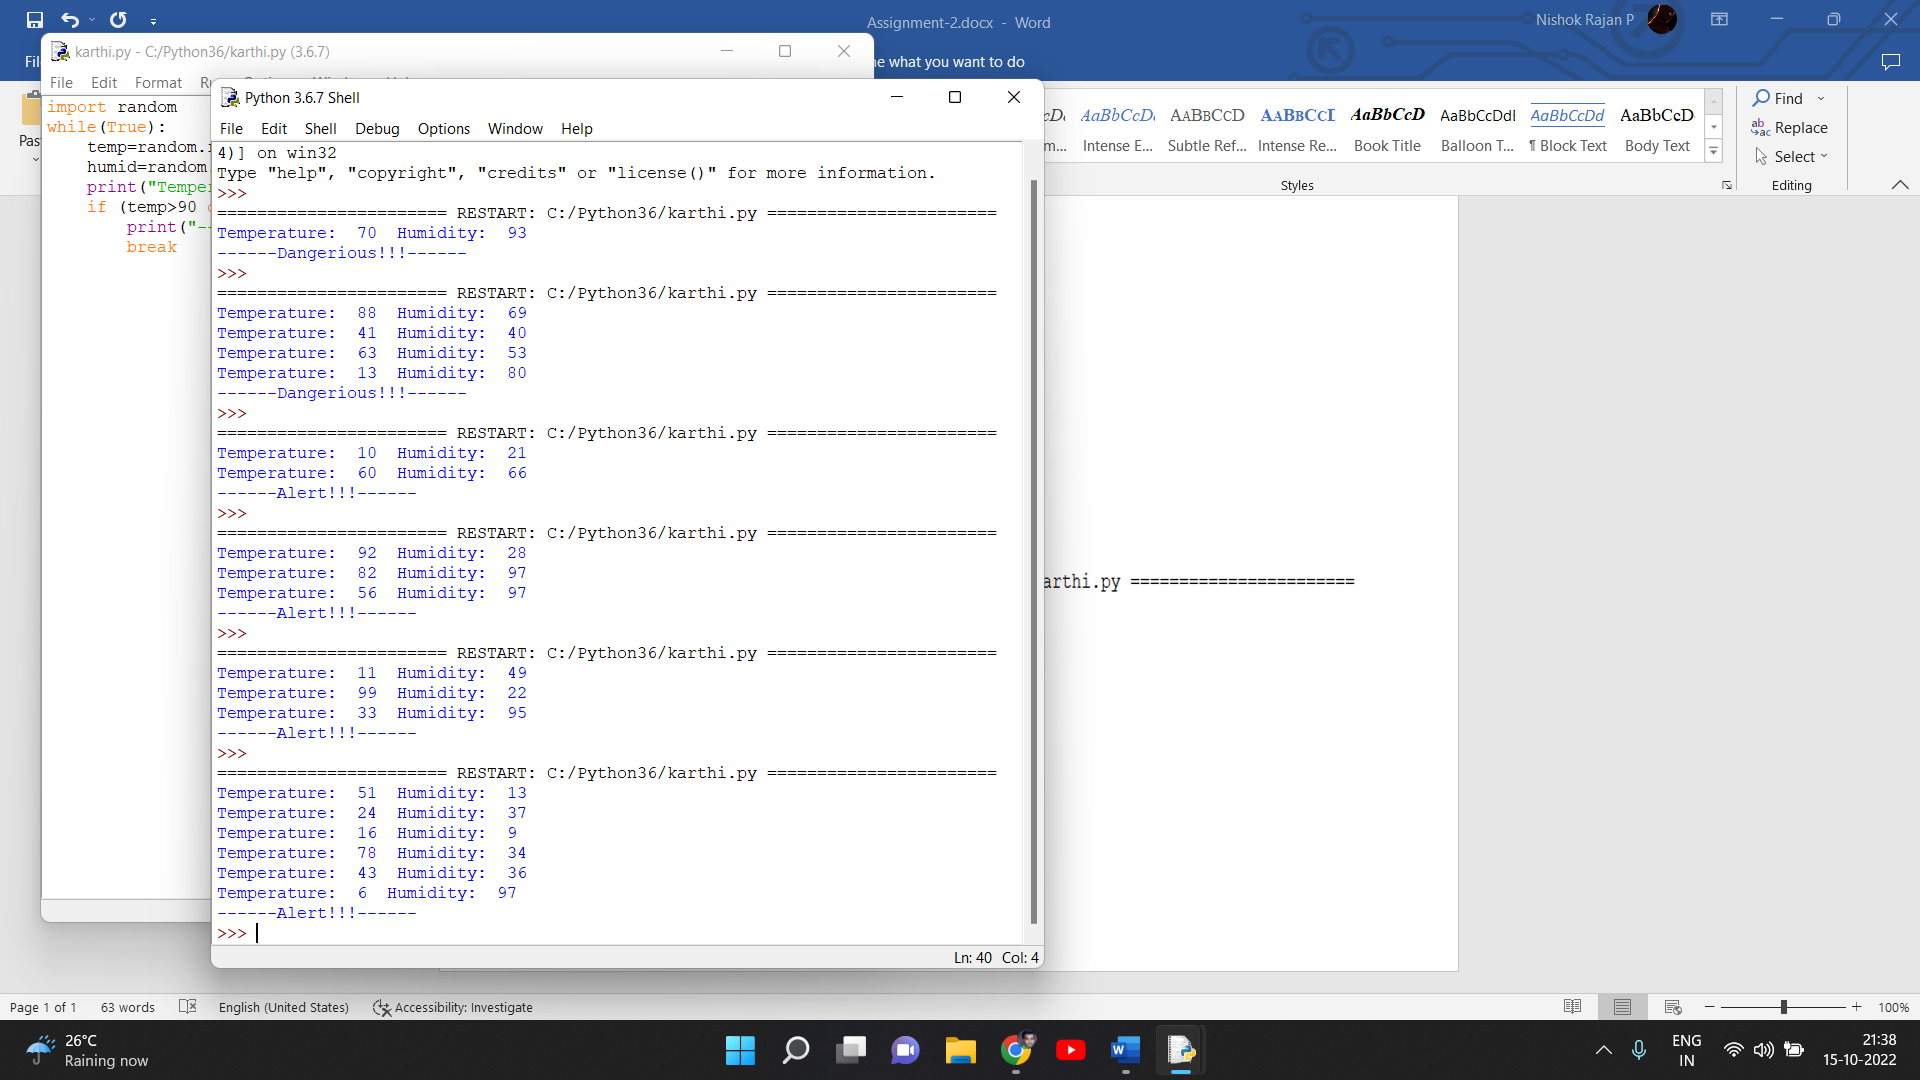 Assignment-2.docx - Word
Nishok Rajan P
karthi.py - C:/Python36/karthi.py (3.6.7)
what you want to do
File Edit Format
import random
while(True):
temp=random.
humid=random
print("Temper
if (temp>90
print("--
break
Python 3.6.7 Shell
File Edit Shell Debug Options Window Help
4)] on win32
Type "help", "copyright", "credits" or "license()" for more information.
>>>
======================= RESTART: C:/Python36/karthi.py =======================
Temperature:  70  Humidity:  93
------Dangerious!!!------
>>>
======================= RESTART: C:/Python36/karthi.py =======================
Temperature:  88  Humidity:  69
Temperature:  41  Humidity:  40
Temperature:  63  Humidity:  53
Temperature:  13  Humidity:  80
------Dangerious!!!------
>>>
======================= RESTART: C:/Python36/karthi.py =======================
Temperature:  10  Humidity:  21
Temperature:  60  Humidity:  66
------Alert!!!------
>>>
======================= RESTART: C:/Python36/karthi.py =======================
Temperature:  92  Humidity:  28
Temperature:  82  Humidity:  97
Temperature:  56  Humidity:  97
------Alert!!!------
>>>
======================= RESTART: C:/Python36/karthi.py =======================
Temperature:  11  Humidity:  49
Temperature:  99  Humidity:  22
Temperature:  33  Humidity:  95
------Alert!!!------
>>>
======================= RESTART: C:/Python36/karthi.py =======================
Temperature:  51  Humidity:  13
Temperature:  24  Humidity:  37
Temperature:  16  Humidity:  9
Temperature:  78  Humidity:  34
Temperature:  43  Humidity:  36
Temperature:  6  Humidity:  97
------Alert!!!------
>>>
Ln: 40 Col: 4
AaBbCcDc AaBbCcD AaBbCcI AaBbCcD AaBbCcDdI AaBbCcDd AaBbCcD
Intense E... Subtle Ref... Intense Re... Book Title Balloon T... ¶ Block Text Body Text
Styles
Find
Replace
Select
Editing
arthi.py =======================
Page 1 of 1 63 words English (United States) Accessibility: Investigate
100%
26°C
Raining now
ENG
IN
21:38
15-10-2022